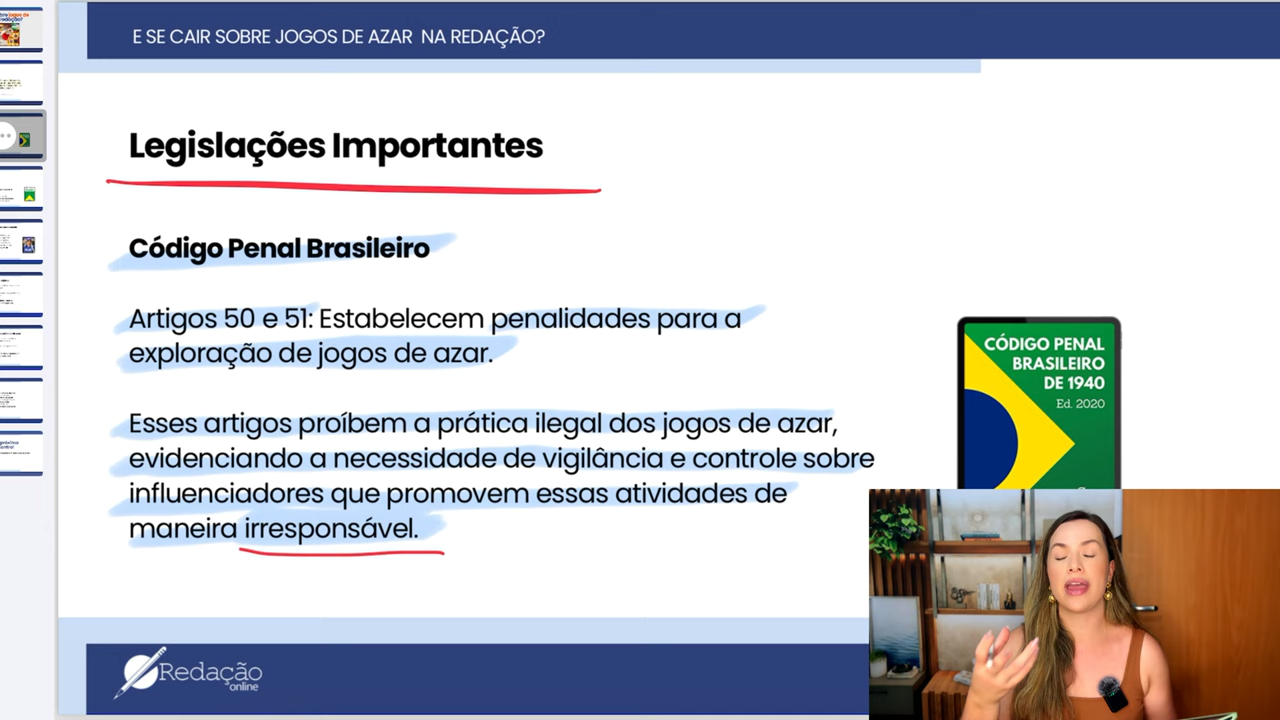 E SE CAIR SOBRE JOGOS DE AZAR NA REDAÇÃO?
Legislações Importantes
Código Penal Brasileiro
Artigos 50 e 51: Estabelecem penalidades para a
exploração de jogos de azar.
Esses artigos proíbem a prática ilegal dos jogos de azar,
evidenciando a necessidade de vigilância e controle sobre
influenciadores que promovem essas atividades de
maneira irresponsável.
CÓDIGO PENAL
BRASILEIRO
DE 1940
Ed. 2020
Redação
online